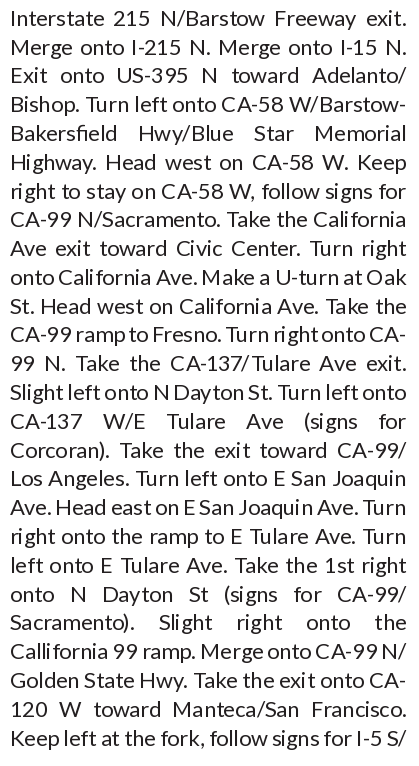 Interstate 215 N/Barstow Freeway exit.
Merge onto I-215 N. Merge onto I-15 N.
Exit onto US-395 N toward Adelanto/
Bishop. Turn left onto CA-58 W/Barstow-
Bakersfield Hwy/Blue Star Memorial
Highway. Head west on CA-58 W. Keep
right to stay on CA-58 W, follow signs for
CA-99 N/Sacramento. Take the California
Ave exit toward Civic Center. Turn right
onto California Ave. Make a U-turn at Oak
St. Head west on California Ave. Take the
CA-99 ramp to Fresno. Turn right onto CA-
99 N. Take the CA-137/Tulare Ave exit.
Slight left onto N Dayton St. Turn left onto
CA-137 W/E Tulare Ave (signs for
Corcoran). Take the exit toward CA-99/
Los Angeles. Turn left onto E San Joaquin
Ave. Head east on E San Joaquin Ave. Turn
right onto the ramp to E Tulare Ave. Turn
left onto E Tulare Ave. Take the 1st right
onto N Dayton St (signs for CA-99/
Sacramento). Slight right onto the
Callifornia 99 ramp. Merge onto CA-99 N/
Golden State Hwy. Take the exit onto CA-
120 W toward Manteca/San Francisco.
Keep left at the fork, follow signs for I-5 S/